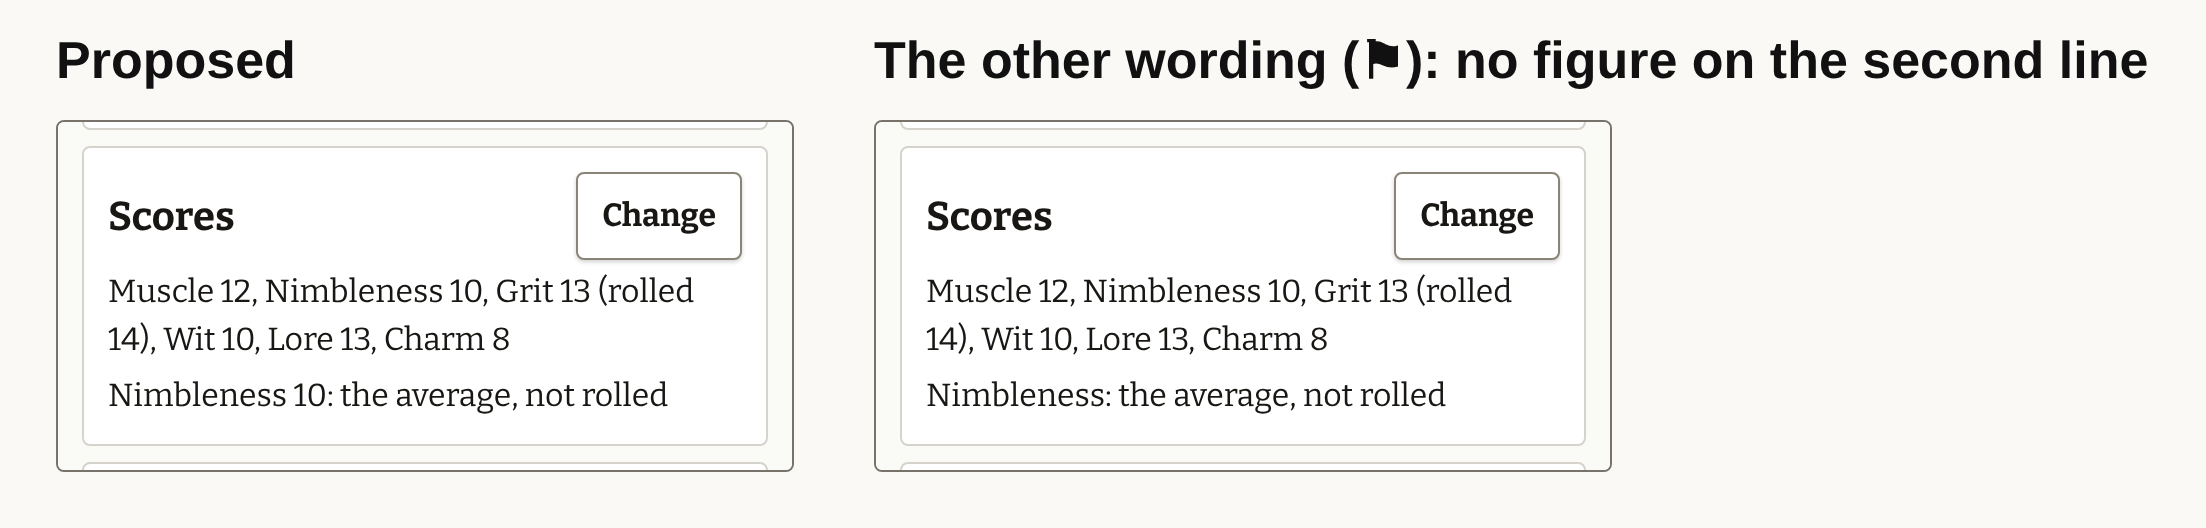 Proposed
The other wording (⚑): no figure on the second line
Scores
Change
Muscle 12, Nimbleness 10, Grit 13 (rolled
14), Wit 10, Lore 13, Charm 8
Nimbleness 10: the average, not rolled
Scores
Change
Muscle 12, Nimbleness 10, Grit 13 (rolled
14), Wit 10, Lore 13, Charm 8
Nimbleness: the average, not rolled